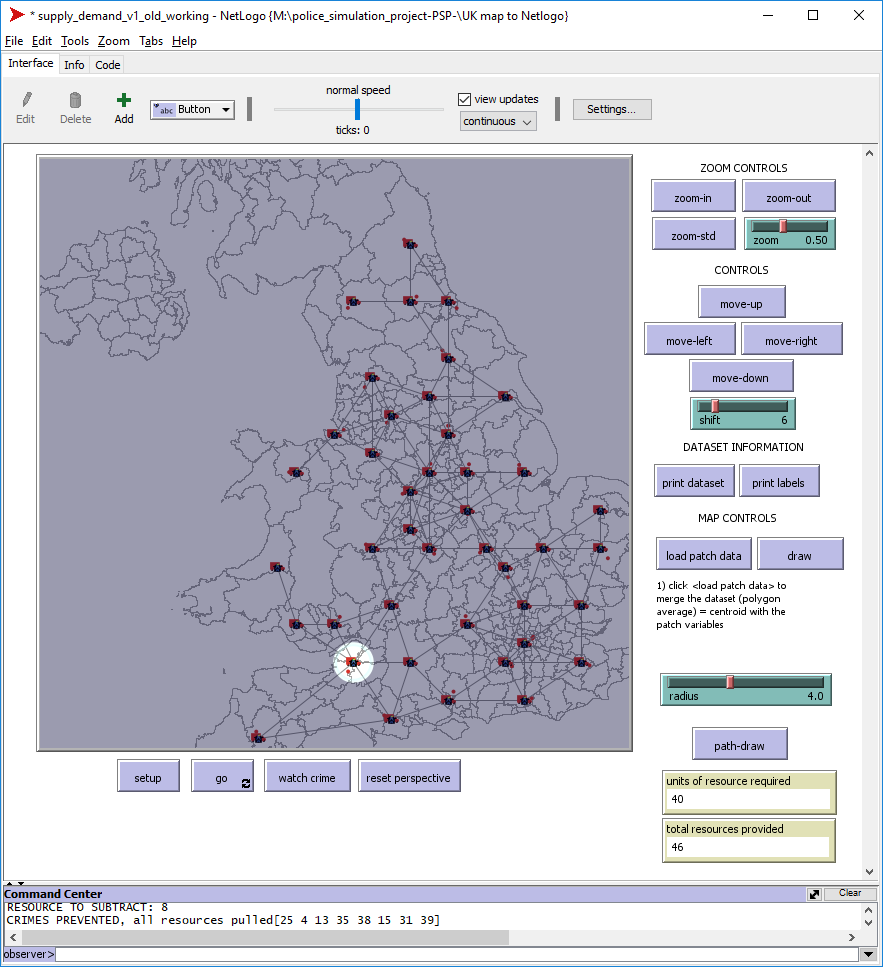 * supply_demand_v1_old_working - NetLogo {M:\police_simulation_project-PSP-\UK map to Netlogo}
File Edit Tools Zoom Tabs Help
Interface Info Code
normal speed
Edit Delete Add abc Button view updates Settings...
continuous
ticks: 0
ZOOM CONTROLS
zoom-in zoom-out
zoom-std zoom 0.50
CONTROLS
move-up
move-left move-right
move-down
shift 6
DATASET INFORMATION
print dataset print labels
MAP CONTROLS
load patch data draw
1) click <load patch data> to
merge the dataset (polygon
average) = centroid with the
patch variables
radius 4.0
path-draw
setup go watch crime reset perspective
units of resource required
40
total resources provided
46
Command Center Clear
RESOURCE TO SUBTRACT: 8
CRIMES PREVENTED, all resources pulled[25 4 13 35 38 15 31 39]
observer>